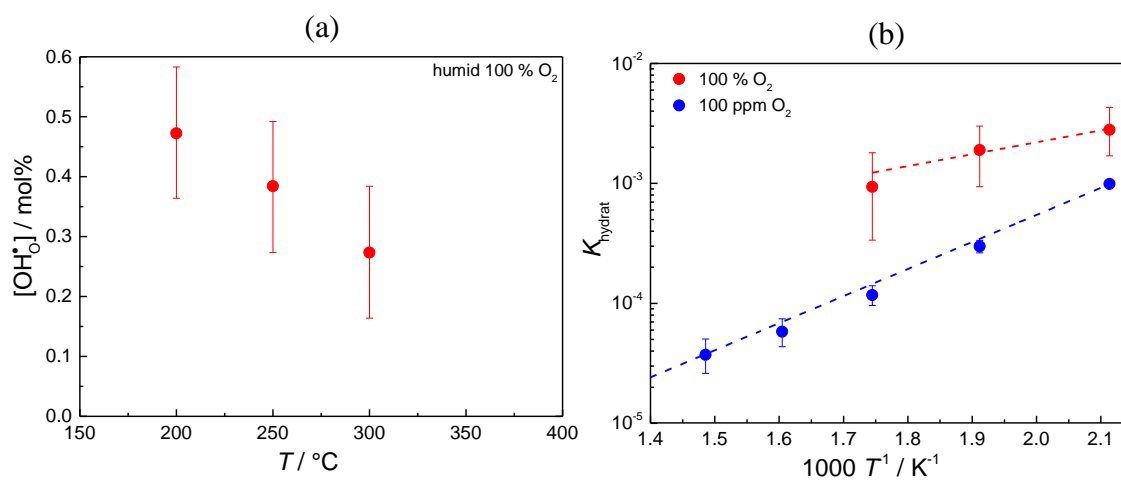 (a)
0.6
0.5
0.4
0.3
0.2
0.1
0.0
[OH•O] / mol%
humid 100 % O2
150 200 250 300 350 400
T / °C
(b)
10-2
10-3
10-4
10-5
Khydrat
100 % O2
100 ppm O2
1.4 1.5 1.6 1.7 1.8 1.9 2.0 2.1
1000 T1 / K-1